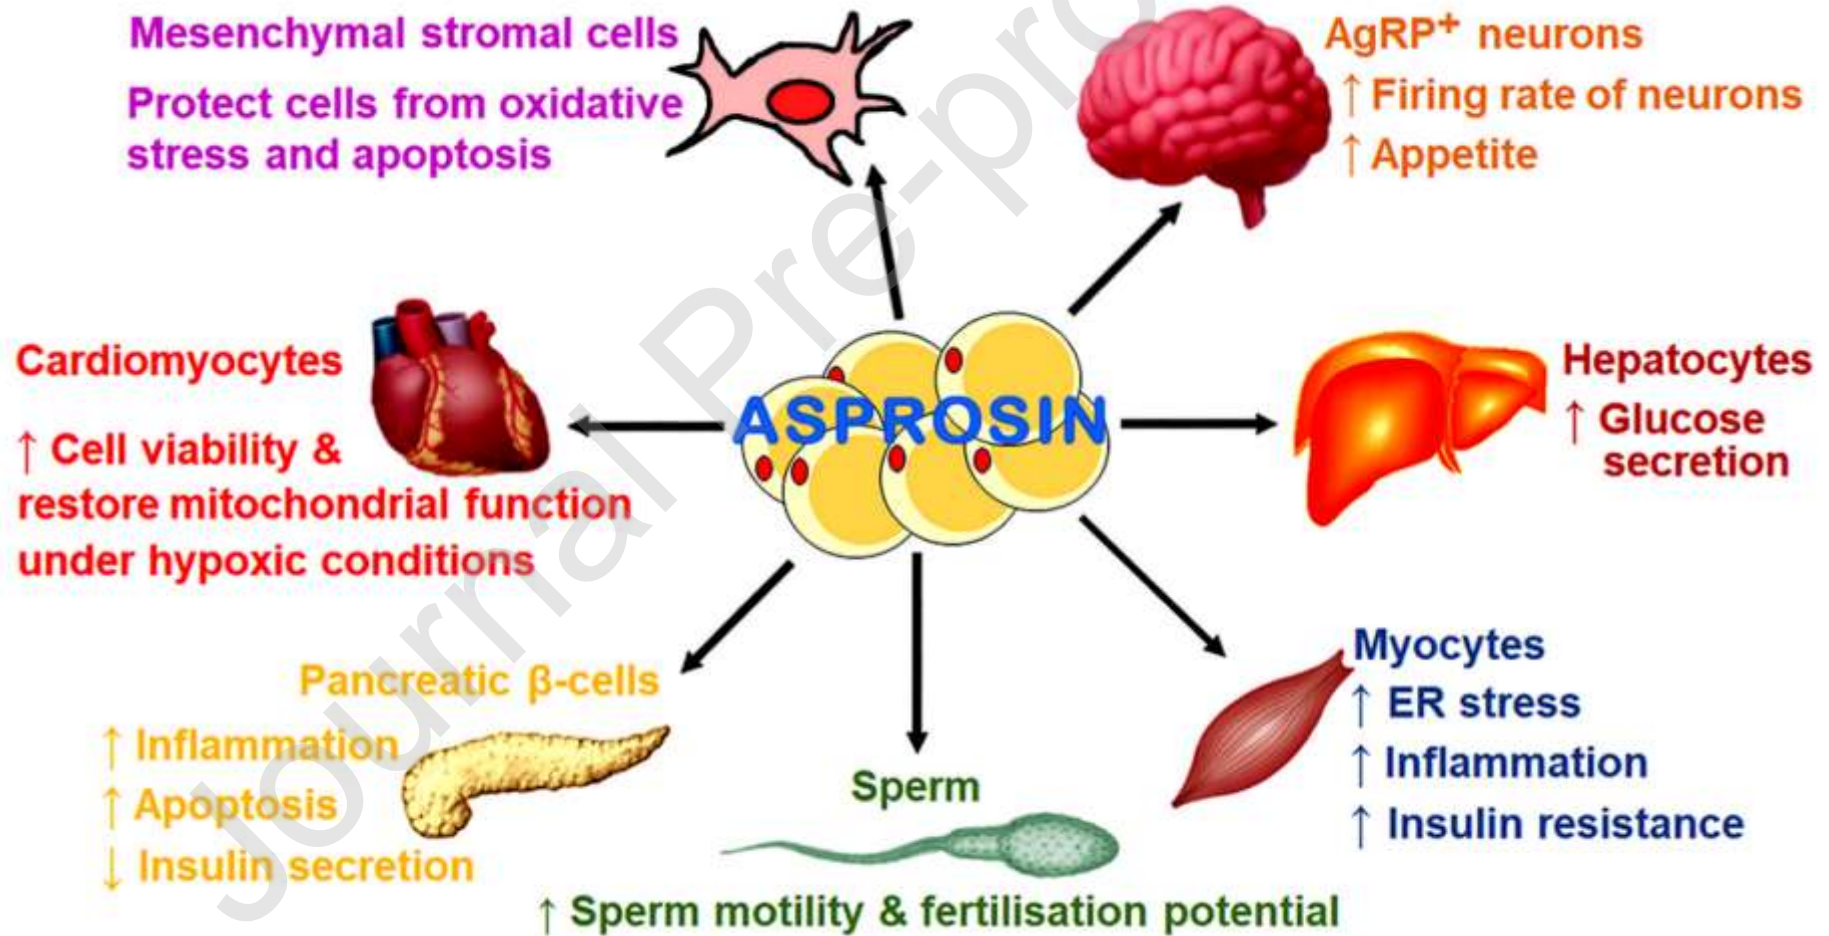 Mesenchymal stromal cells
Protect cells from oxidative
stress and apoptosis
AgRP⁺ neurons
↑ Firing rate of neurons
↑ Appetite
Cardiomyocytes
↑ Cell viability &
restore mitochondrial function
under hypoxic conditions
ASPROSIN
Hepatocytes
↑ Glucose
secretion
Pancreatic β-cells
↑ Inflammation
↑ Apoptosis
↓ Insulin secretion
Sperm
↑ Sperm motility & fertilisation potential
Myocytes
↑ ER stress
↑ Inflammation
↑ Insulin resistance
Journal Pre-pro